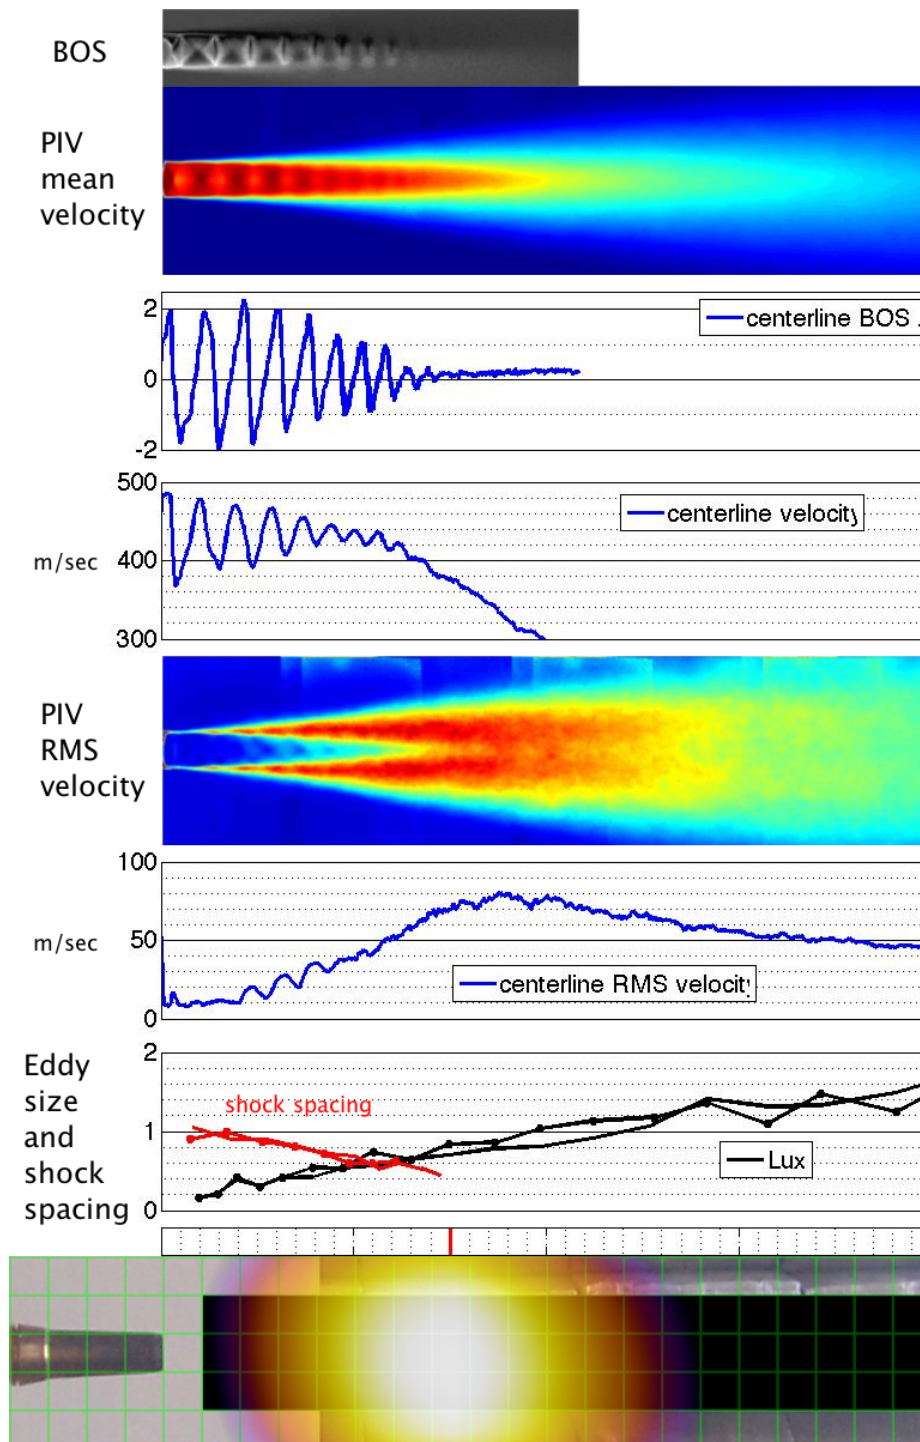 BOS
PIV
mean
velocity
2
0
-2
centerline BOS
500
400
300
m/sec
centerline velocity
PIV
RMS
velocity
100
50
0
m/sec
centerline RMS velocity
Eddy
size
and
shock
spacing
2
1
0
shock spacing
Lux